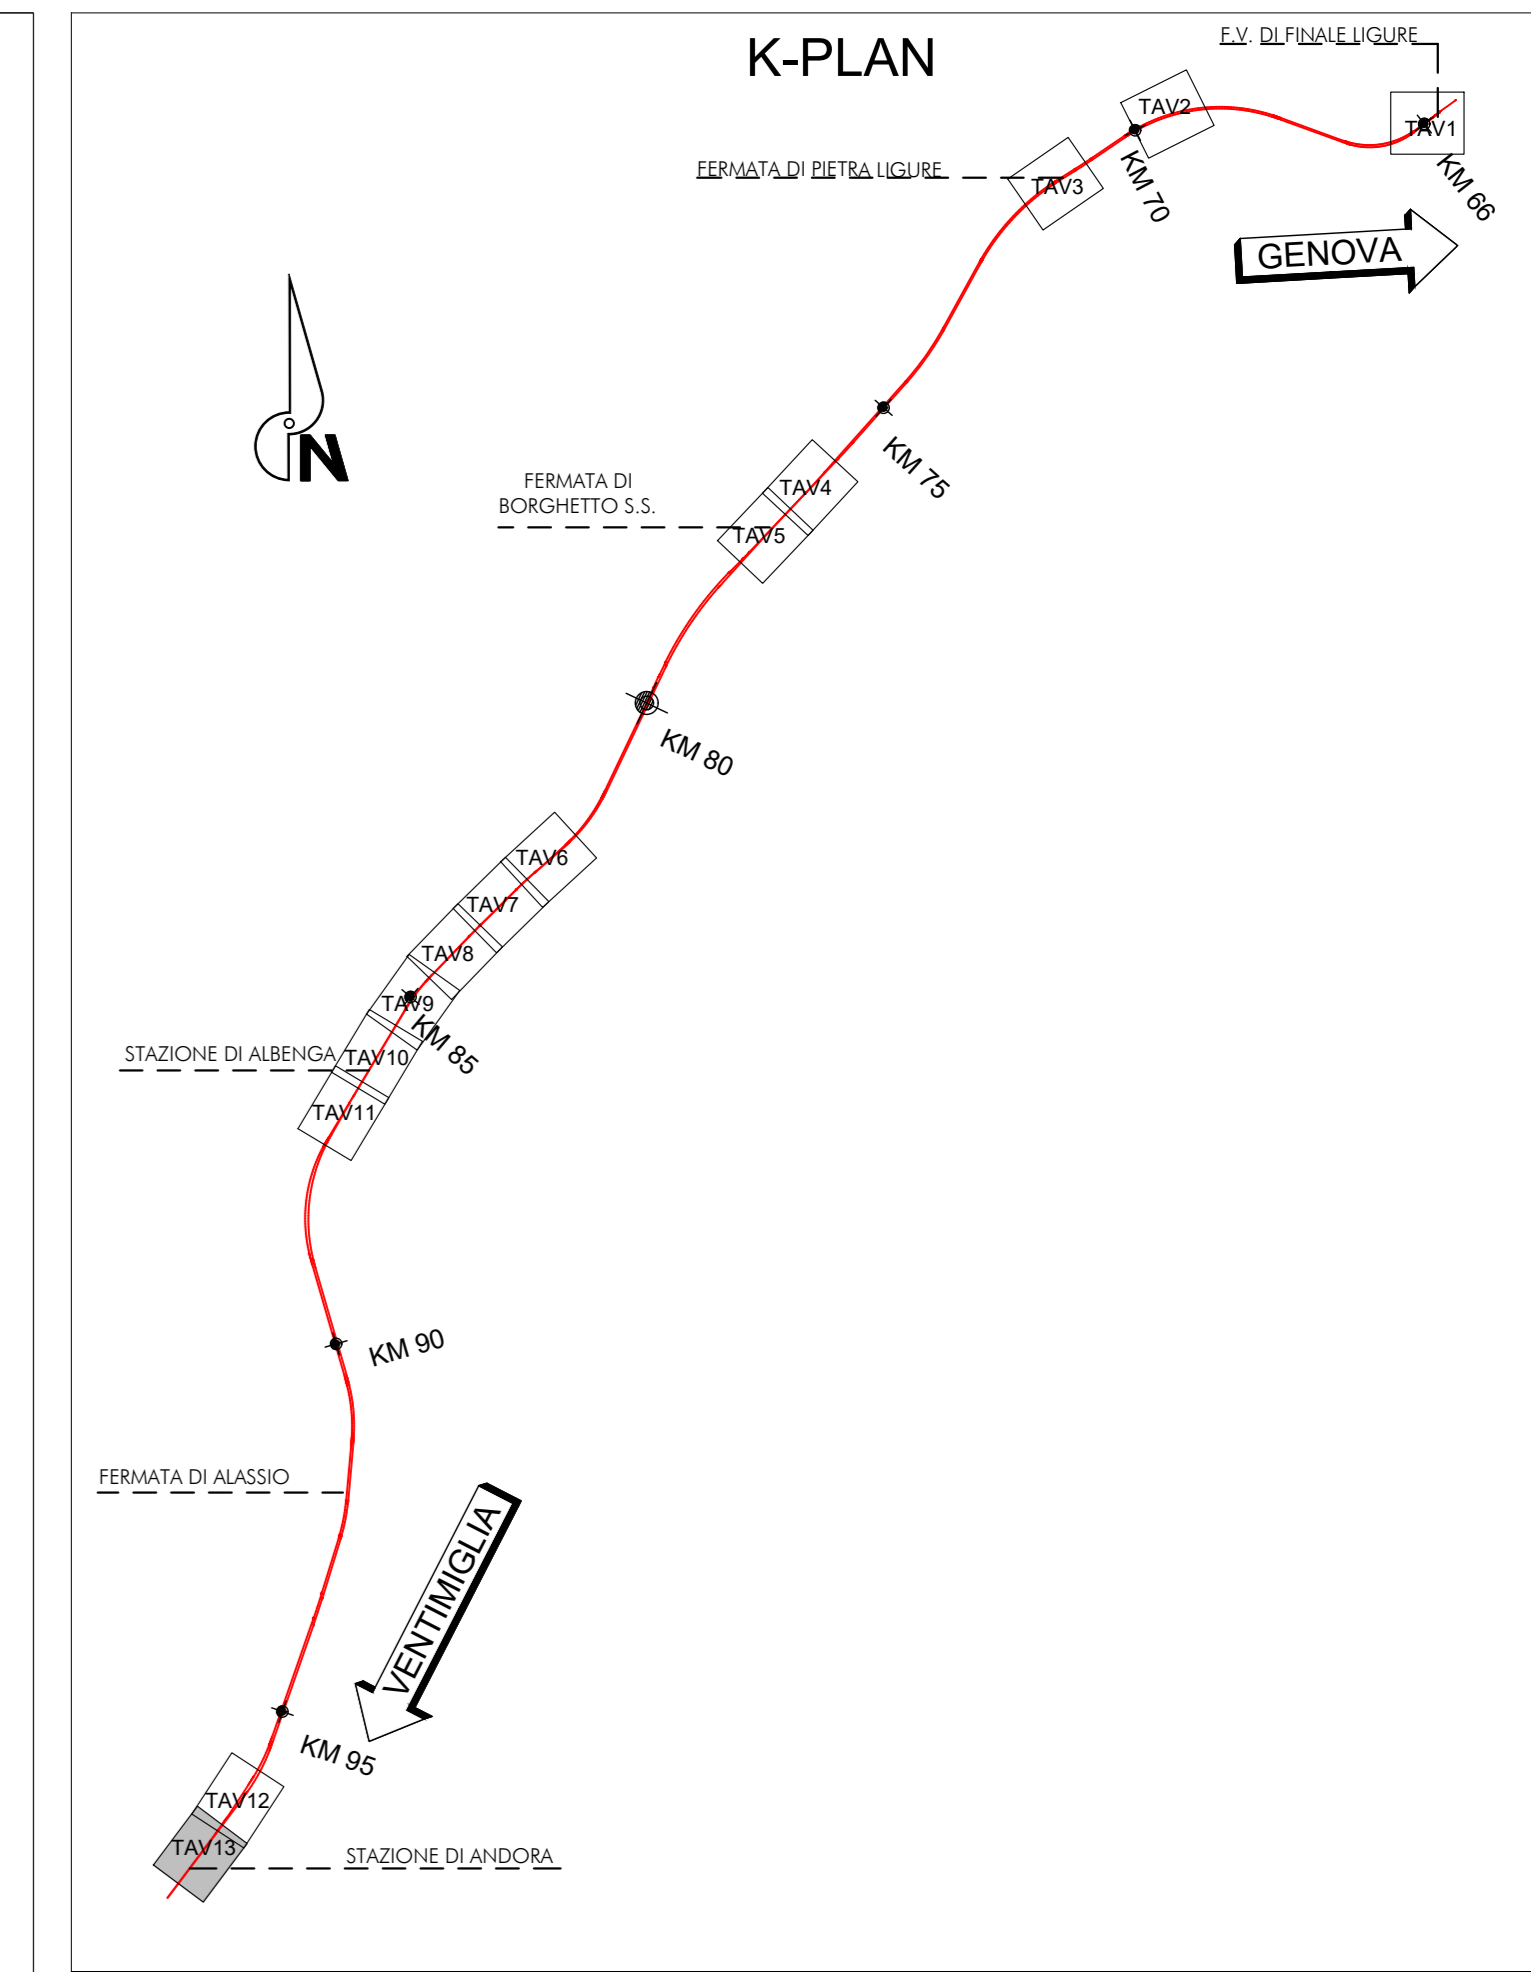 K-PLAN
F.V. DI FINALE LIGURE
TAV2
TAV1
FERMATA DI PIETRA LIGURE
TAV3
KM 70
KM 66
GENOVA
N
KM 75
FERMATA DI
BORGHETTO S.S.
TAV4
TAV5
KM 80
TAV6
TAV7
TAV8
TAV9
KM 85
STAZIONE DI ALBENGA
TAV10
TAV11
KM 90
FERMATA DI ALASSIO
VENTIMIGLIA
KM 95
TAV12
TAV13
STAZIONE DI ANDORA